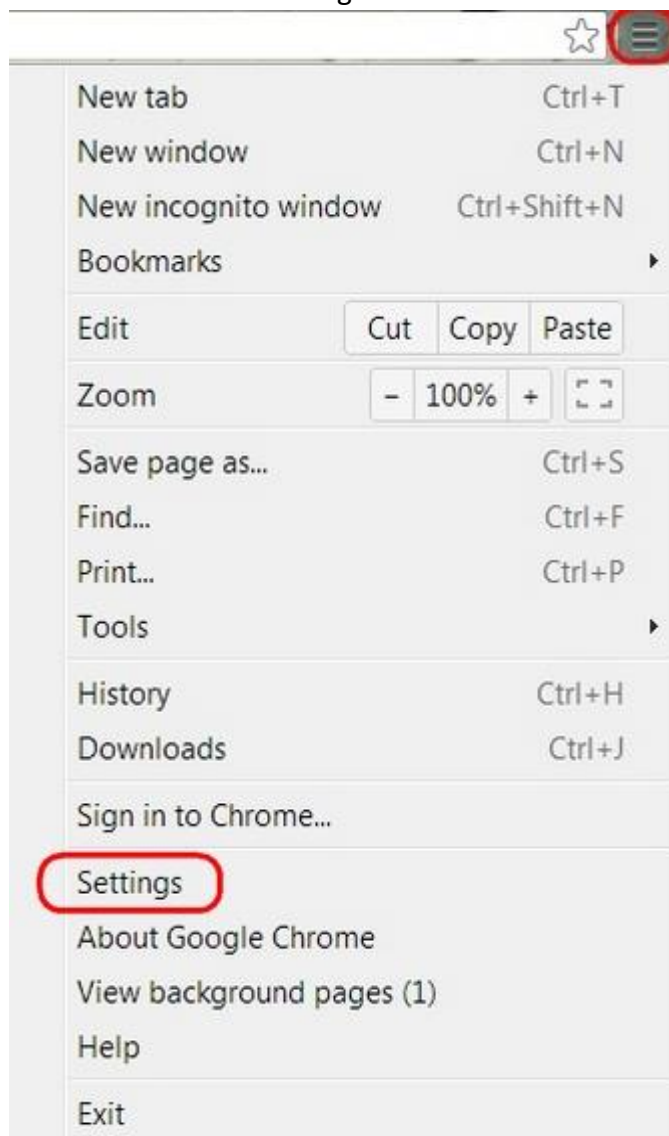 New tab Ctrl+T
New window Ctrl+N
New incognito window Ctrl+Shift+N
Bookmarks
Edit Cut Copy Paste
Zoom - 100% +
Save page as... Ctrl+S
Find... Ctrl+F
Print... Ctrl+P
Tools
History Ctrl+H
Downloads Ctrl+J
Sign in to Chrome...
Settings
About Google Chrome
View background pages (1)
Help
Exit